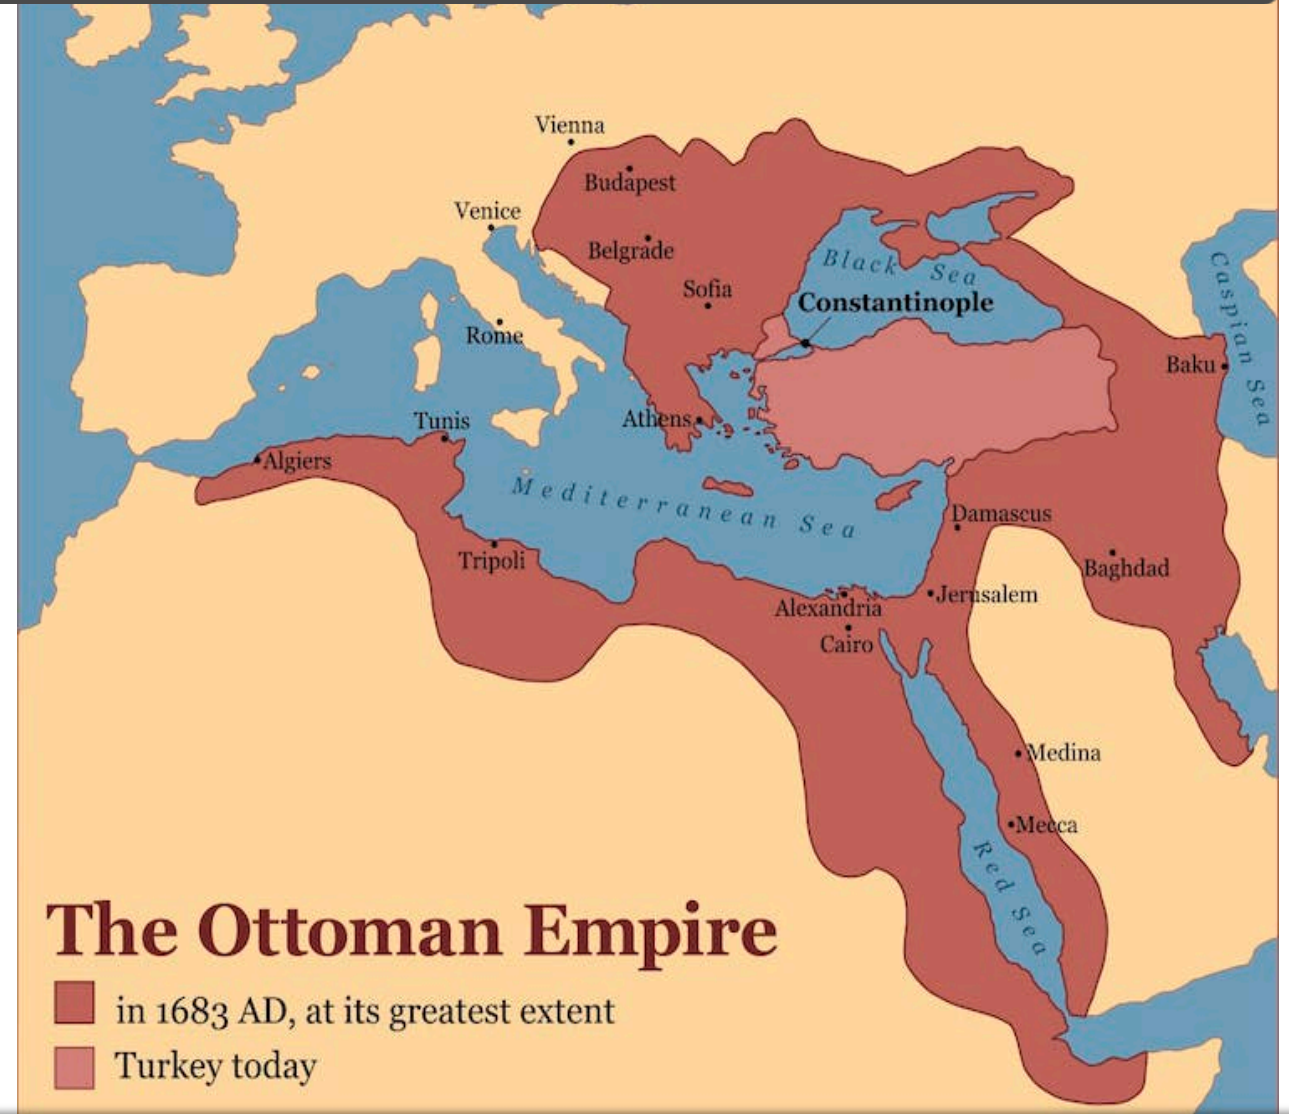 Vienna
Budapest
Venice
Belgrade
Black Sea
Caspian Sea
Sofia
Constantinople
Rome
Baku
Tunis
Athens
Algiers
Mediterranean Sea
Damascus
Tripoli
Baghdad
Jerusalem
Alexandria
Cairo
Medina
Mecca
Red Sea
The Ottoman Empire
in 1683 AD, at its greatest extent
Turkey today